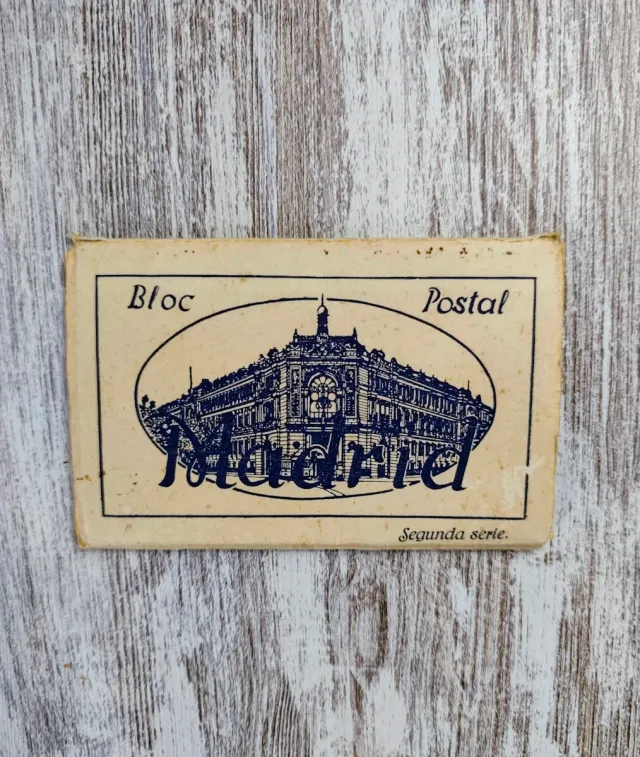 Bloc Postal
Madrid
Segunda serie.